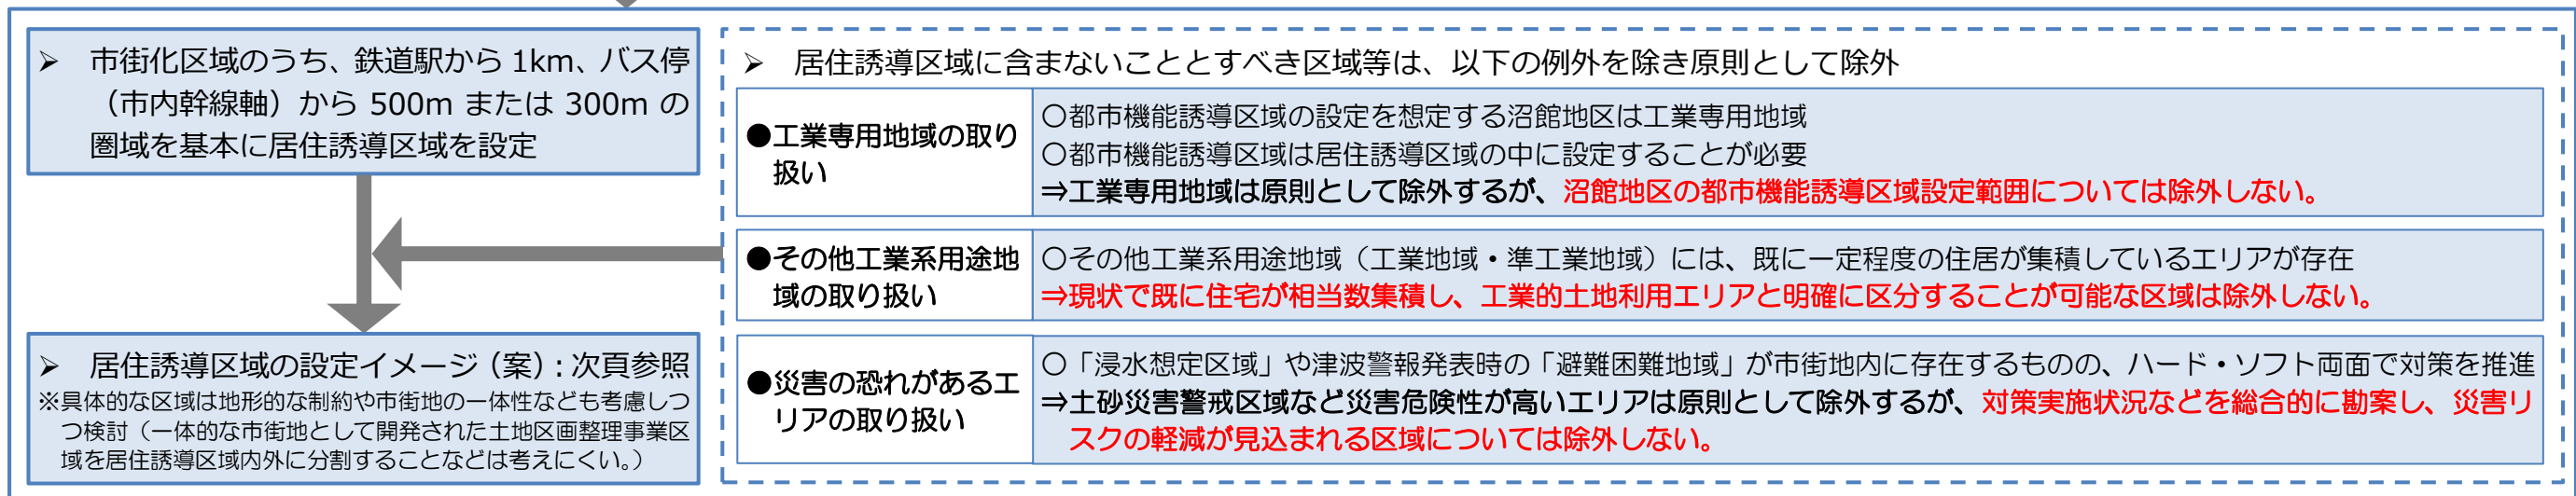 ➢ 市街化区域のうち、鉄道駅から 1km、バス停
（市内幹線軸）から 500m または 300m の
圏域を基本に居住誘導区域を設定
➢ 居住誘導区域の設定イメージ（案）：次頁参照
※具体的な区域は地形的な制約や市街地の一体性なども考慮しつ
つ検討（一体的な市街地として開発された土地区画整理事業区
域を居住誘導区域内外に分割することなどは考えにくい。）
➢ 居住誘導区域に含まないこととすべき区域等は、以下の例外を除き原則として除外
●工業専用地域の取り
扱い
○都市機能誘導区域の設定を想定する沼館地区は工業専用地域
○都市機能誘導区域は居住誘導区域の中に設定することが必要
⇒工業専用地域は原則として除外するが、沼館地区の都市機能誘導区域設定範囲については除外しない。
●その他工業系用途地
域の取り扱い
○その他工業系用途地域（工業地域・準工業地域）には、既に一定程度の住居が集積しているエリアが存在
⇒現状で既に住宅が相当数集積し、工業的土地利用エリアと明確に区分することが可能な区域は除外しない。
●災害の恐れがあるエ
リアの取り扱い
○「浸水想定区域」や津波警報発表時の「避難困難地域」が市街地内に存在するものの、ハード・ソフト両面で対策を推進
⇒土砂災害警戒区域など災害危険性が高いエリアは原則として除外するが、対策実施状況などを総合的に勘案し、災害リ
スクの軽減が見込まれる区域については除外しない。